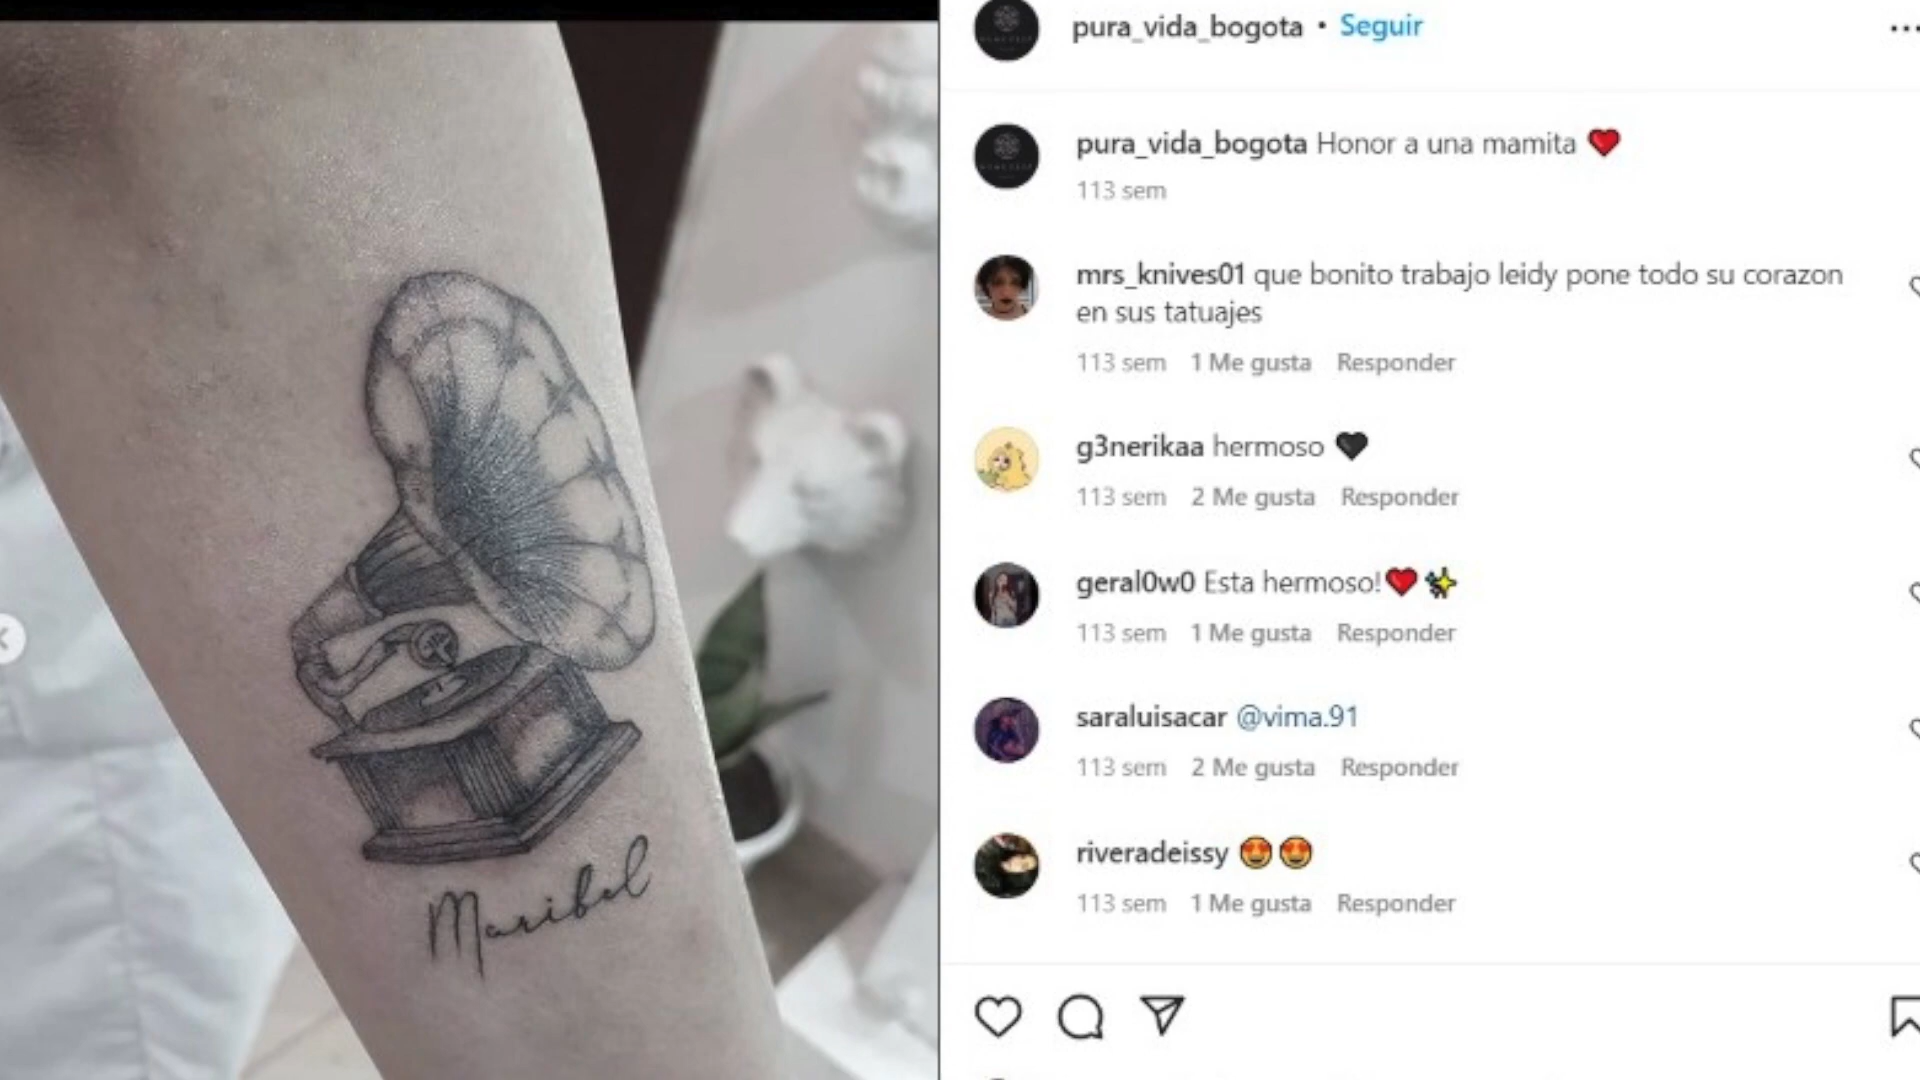 Maribel
pura_vida_bogota • Seguir
pura_vida_bogota Honor a una mamita ❤️
113 sem
mrs_knives01 que bonito trabajo leidy pone todo su corazon
en sus tatuajes
113 sem 1 Me gusta Responder
g3nerikaa hermoso 🖤
113 sem 2 Me gusta Responder
geral0w0 Esta hermoso!❤️✨
113 sem 1 Me gusta Responder
saraluisacar @vima.91
113 sem 2 Me gusta Responder
riveradeissy 😍😍
113 sem 1 Me gusta Responder